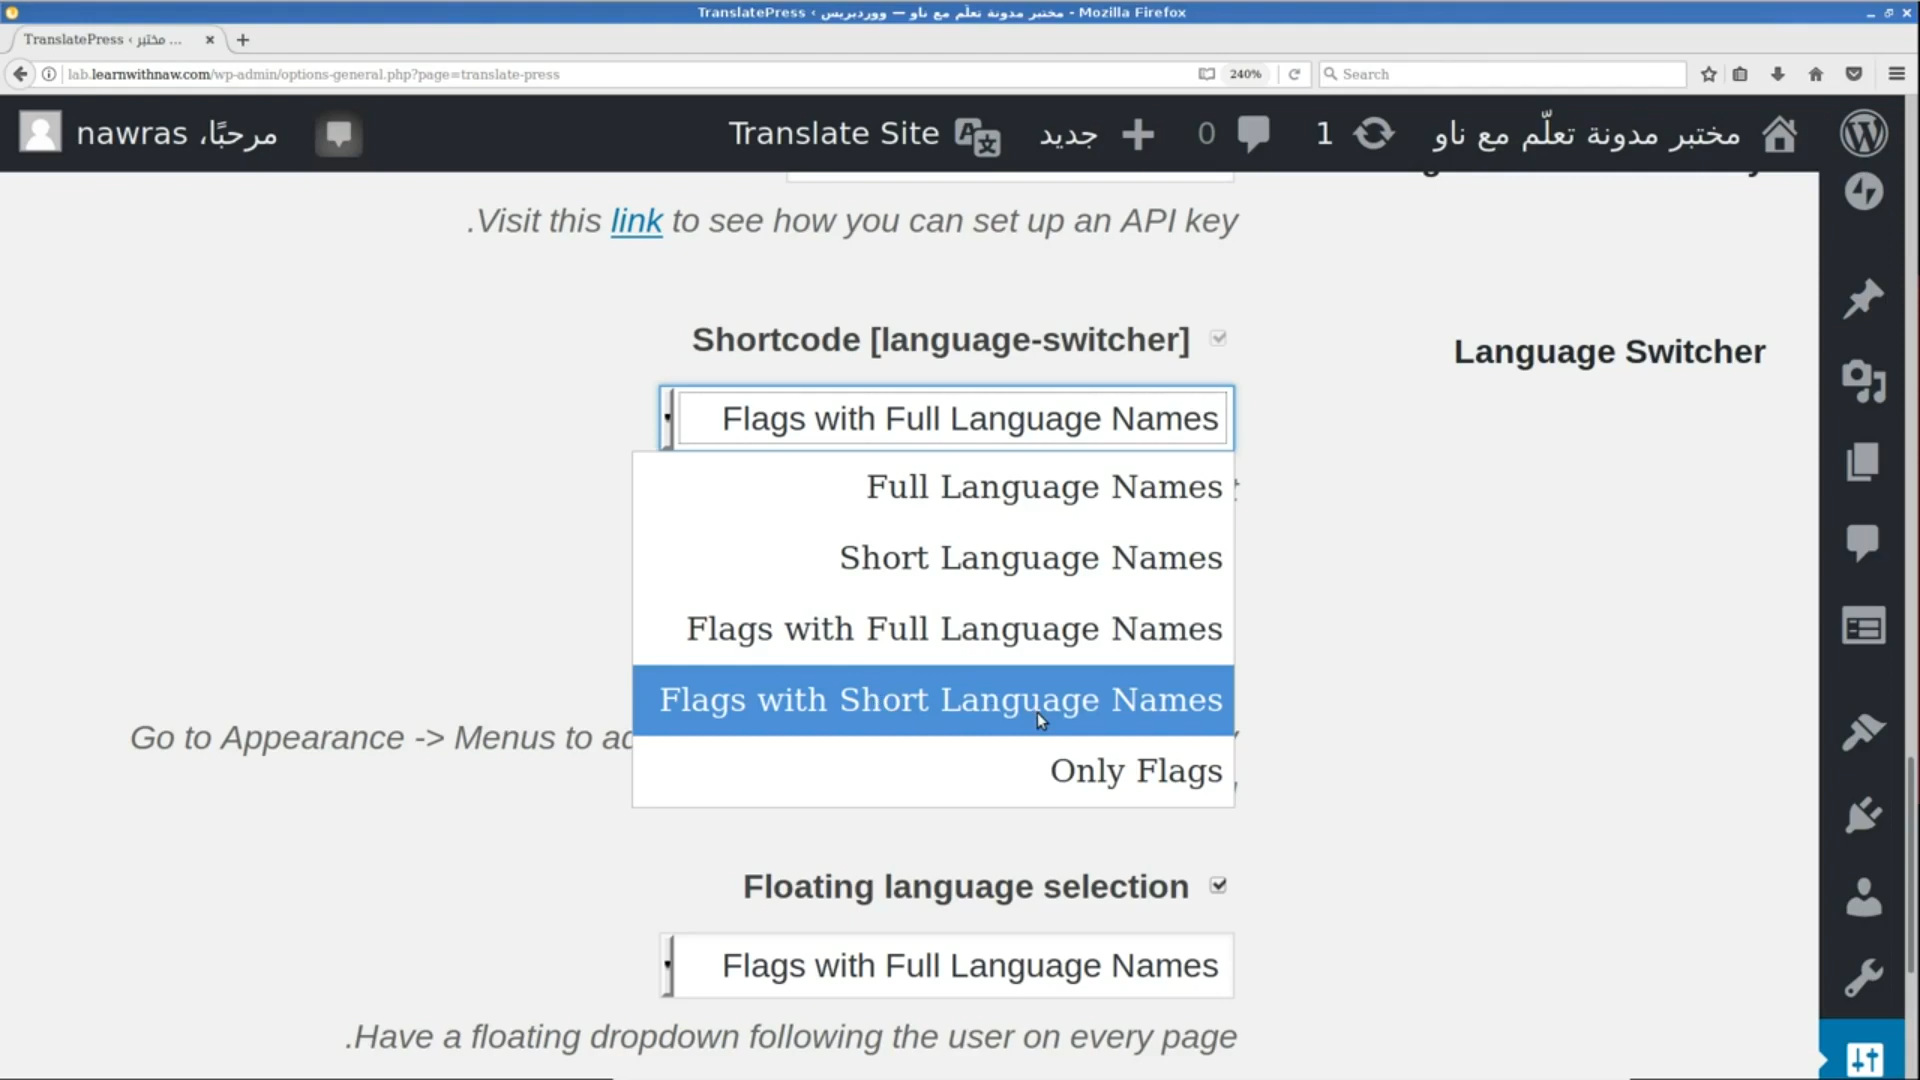 TranslatePress ‹ مختبر مدونة تعلّم مع ناو — ووردبريس - Mozilla Firefox
TranslatePress ‹ مختبر ...
lab.learnwithnaw.com/wp-admin/options-general.php?page=translate-press
240%
Search
مختبر مدونة تعلّم مع ناو
1
0
جديد
Translate Site
مرحبًا، nawras
.Visit this link to see how you can set up an API key
Language Switcher
Shortcode [language-switcher]
Flags with Full Language Names
Full Language Names
Short Language Names
Flags with Full Language Names
Flags with Short Language Names
Only Flags
Go to Appearance -> Menus to
Floating language selection
Flags with Full Language Names
.Have a floating dropdown following the user on every page